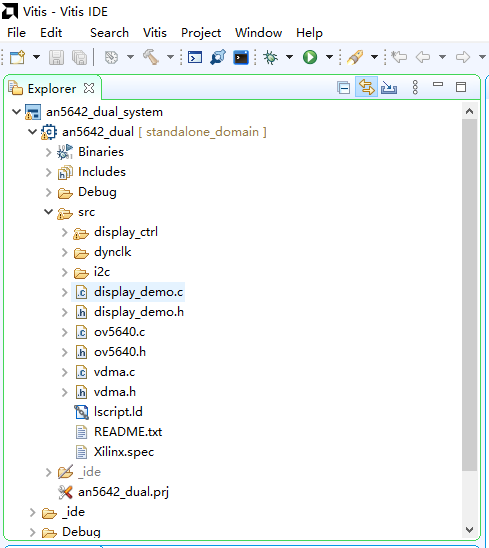 Vitis - Vitis IDE
File Edit Search Vitis Project Window Help
Explorer
an5642_dual_system
an5642_dual [ standalone_domain ]
Binaries
Includes
Debug
src
display_ctrl
dynclk
i2c
display_demo.c
display_demo.h
ov5640.c
ov5640.h
vdma.c
vdma.h
lscript.ld
README.txt
Xilinx.spec
_ide
an5642_dual.prj
_ide
Debug